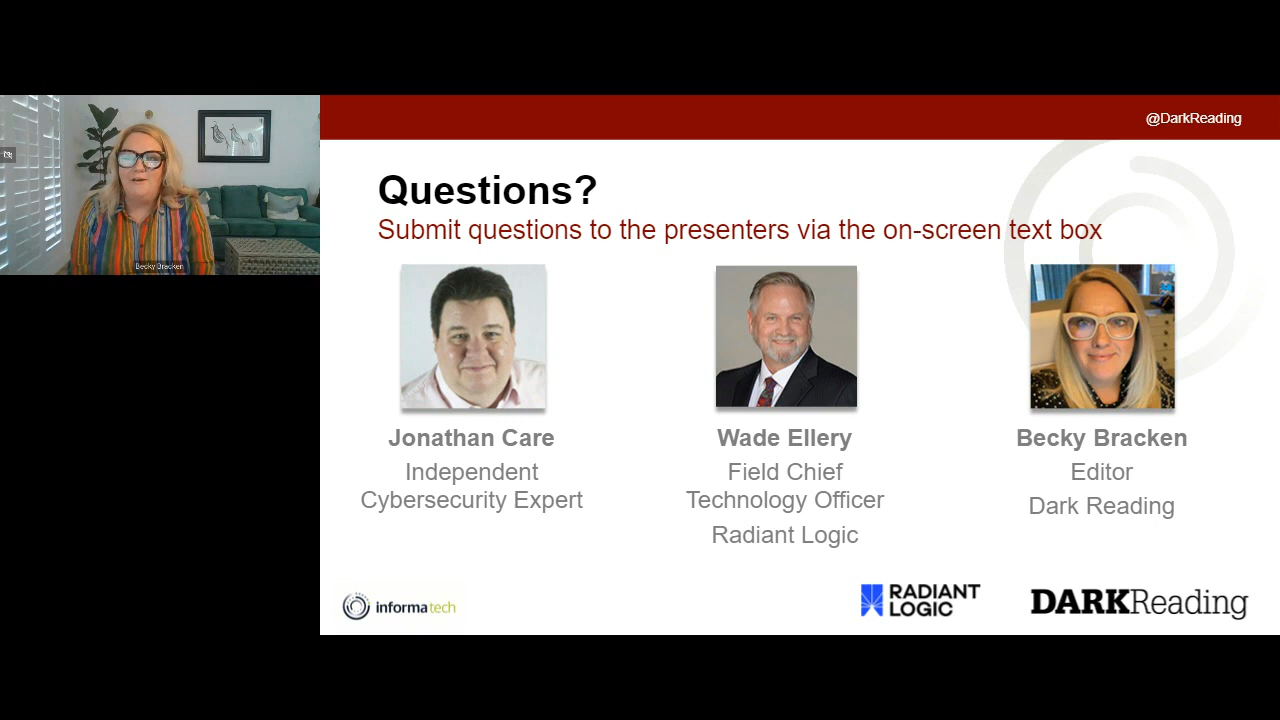 @DarkReading
Becky Bracken
Questions?
Submit questions to the presenters via the on-screen text box
Jonathan Care
Independent
Cybersecurity Expert
Wade Ellery
Field Chief
Technology Officer
Radiant Logic
Becky Bracken
Editor
Dark Reading
informa tech
RADIANT
LOGIC
DARKReading